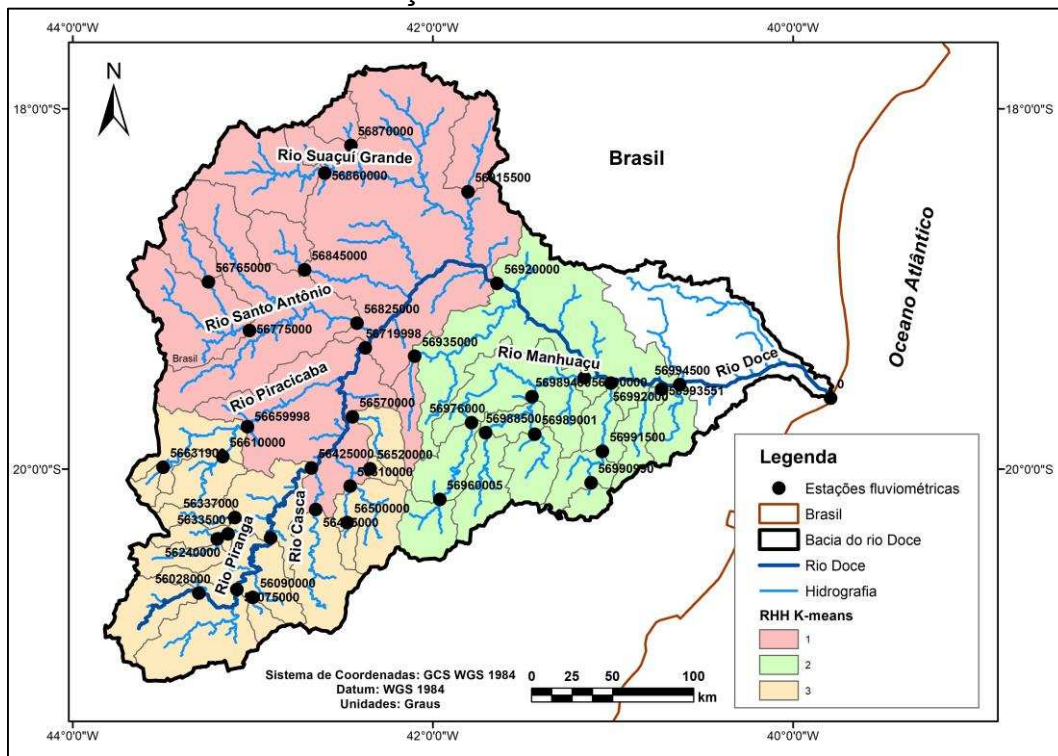 44°0'0"W
42°0'0"W
40°0'0"W
N
18°0'0"S
18°0'0"S
56870000
Rio Suaçuí Grande
56860000
56915500
Brasil
Oceano Atlântico
56765000
56845000
56920000
Rio Santo Antônio
56775000
56825000
56719998
56935000
Brasil
Rio Manhuaçu
Rio Doce
56994500
56992000
Rio Piracicaba
56570000
56976000
56988500
56989001
56659998
56610000
56991500
20°0'0"S
20°0'0"S
56425000
56520000
56990990
56960005
56337000
56500000
Rio Casca
56240000
Rio Piranga
56028000
56090000
Legenda
Estações fluviométricas
Brasil
Bacia do rio Doce
Rio Doce
Hidrografia
RHH K-means
1
2
3
Sistema de Coordenadas: GCS WGS 1984
Datum: WGS 1984
Unidades: Graus
0 12,5 25 50 100
km
44°0'0"W
42°0'0"W
40°0'0"W